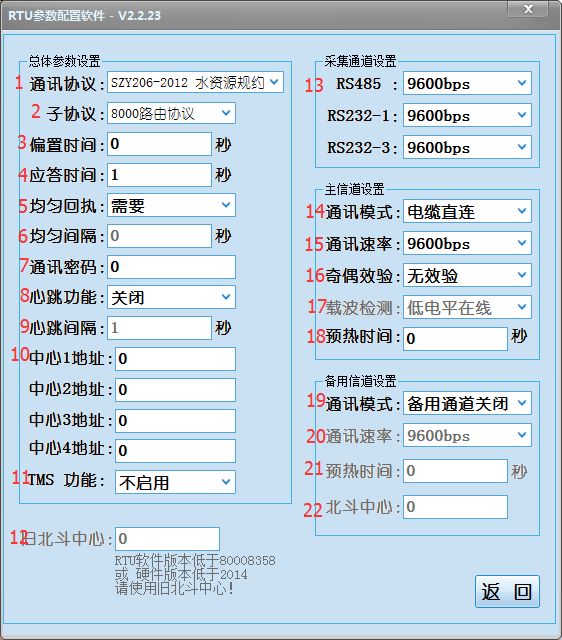 RTU参数配置软件 - V2.2.23
总体参数设置
1 通讯协议: SZY206-2012 水资源规约
2 子协议: 8000路由协议
3 偏置时间: 0 秒
4 应答时间: 1 秒
5 均匀回执: 需要
6 均匀间隔: 0 秒
7 通讯密码: 0
8 心跳功能: 关闭
9 心跳间隔: 1 秒
10 中心1地址: 0
中心2地址: 0
中心3地址: 0
中心4地址: 0
11 TMS 功能: 不启用
12 旧北斗中心: 0
RTU软件版本低于80008358
或 硬件版本低于2014
请使用旧北斗中心!
采集通道设置
13 RS485 : 9600bps
RS232-1: 9600bps
RS232-3: 9600bps
主信道设置
14 通讯模式: 电缆直连
15 通讯速率: 9600bps
16 奇偶效验: 无效验
17 载波检测: 低电平在线
18 预热时间: 0 秒
备用信道设置
19 通讯模式: 备用通道关闭
20 通讯速率: 9600bps
21 预热时间: 0 秒
22 北斗中心: 0
返 回